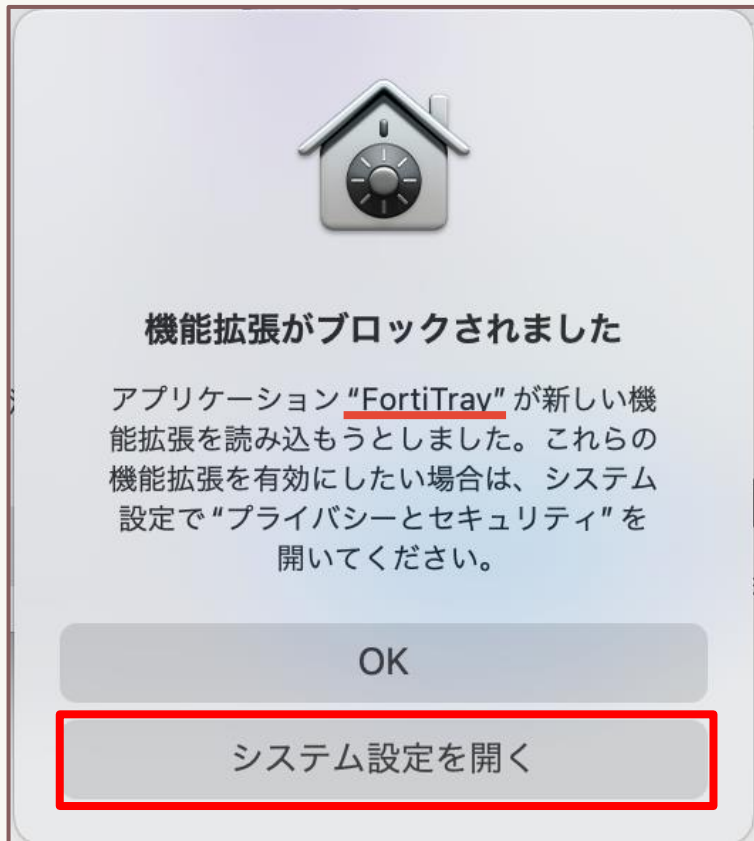 機能拡張がブロックされました
アプリケーション“FortiTray”が新しい機
能拡張を読み込もうとしました。これらの
機能拡張を有効にしたい場合は、システム
設定で“プライバシーとセキュリティ”を
開いてください。
OK
システム設定を開く